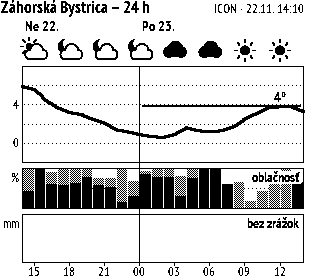 Záhorská Bystrica – 24 h ICON - 22.11. 14:10
Ne 22. Po 23.
4°
4
0
% oblačnosť
mm bez zrážok
15 18 21 00 03 06 09 12